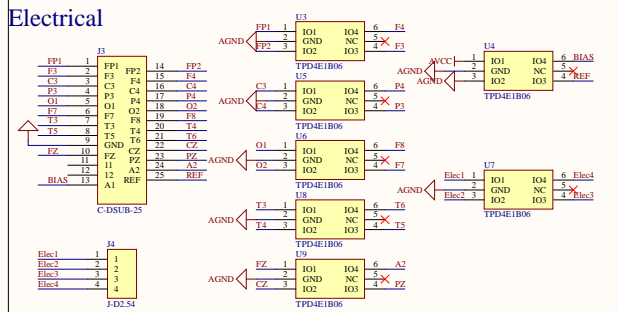 Electrical
J3
FP1 1 FP1 FP2 14 FP2
F3 2 F3 F4 15 F4
C3 3 C3 C4 16 C4
P3 4 P3 P4 17 P4
O1 5 O1 O2 18 O2
F7 6 F7 F8 19 F8
T3 7 T3 T4 20 T4
T5 8 T5 T6 21 T6
9 GND CZ 22 CZ
FZ 10 FZ PZ 23 PZ
11 11 A2 24 A2
12 12 REF 25 REF
BIAS 13 A1
C-DSUB-25
J4
Elec1 1 1
Elec2 2 2
Elec3 3 3
Elec4 4 4
J-D2.54
U3
FP1 1 IO1 IO4 6 F4
AGND 2 GND NC 5
FP2 3 IO2 IO3 4 F3
TPD4E1B06
U5
C3 1 IO1 IO4 6 P4
AGND 2 GND NC 5
C4 3 IO2 IO3 4 P3
TPD4E1B06
U6
O1 1 IO1 IO4 6 F8
AGND 2 GND NC 5
O2 3 IO2 IO3 4 F7
TPD4E1B06
U8
T3 1 IO1 IO4 6 T6
AGND 2 GND NC 5
T4 3 IO2 IO3 4 T5
TPD4E1B06
U9
FZ 1 IO1 IO4 6 A2
AGND 2 GND NC 5
CZ 3 IO2 IO3 4 PZ
TPD4E1B06
U4
AVCC 1 IO1 IO4 6 BIAS
AGND 2 GND NC 5
AGND 3 IO2 IO3 4 REF
TPD4E1B06
U7
Elec1 1 IO1 IO4 6 Elec4
AGND 2 GND NC 5
Elec2 3 IO2 IO3 4 Elec3
TPD4E1B06